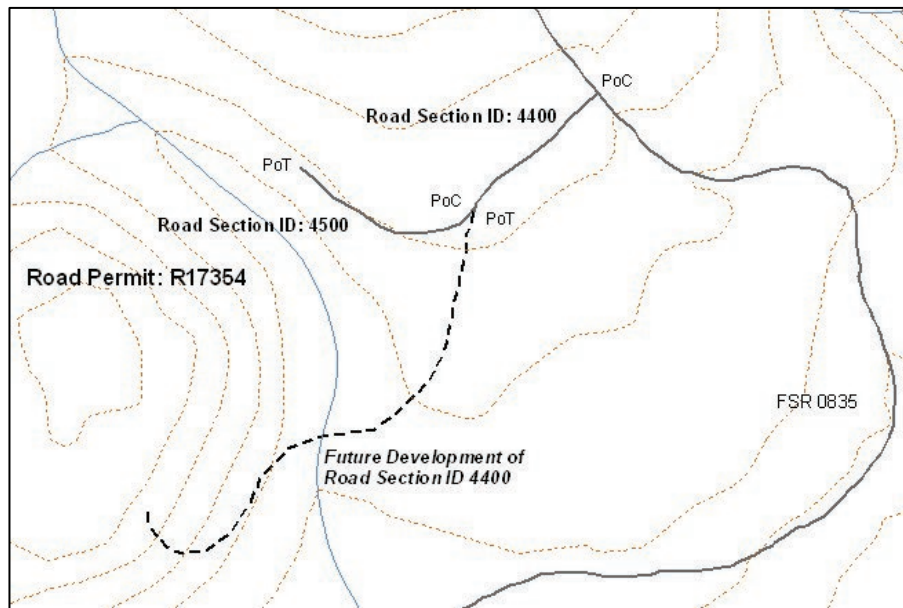 PoC
Road Section ID: 4400
PoT
PoC
PoT
Road Section ID: 4500
Road Permit: R17354
FSR 0835
Future Development of
Road Section ID 4400